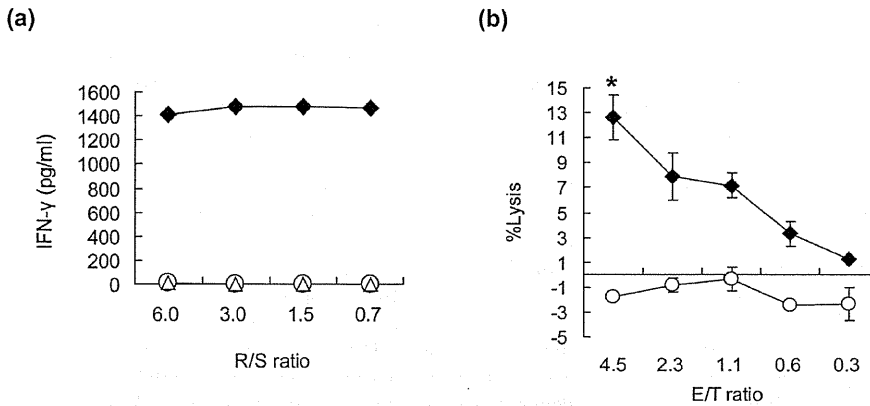 (a)
IFN-γ (pg/ml)
1600
1400
1200
1000
800
600
400
200
0
6.0 3.0 1.5 0.7
R/S ratio
(b)
%Lysis
15
13
11
9
7
5
3
1
-1
-3
-5
*
4.5 2.3 1.1 0.6 0.3
E/T ratio